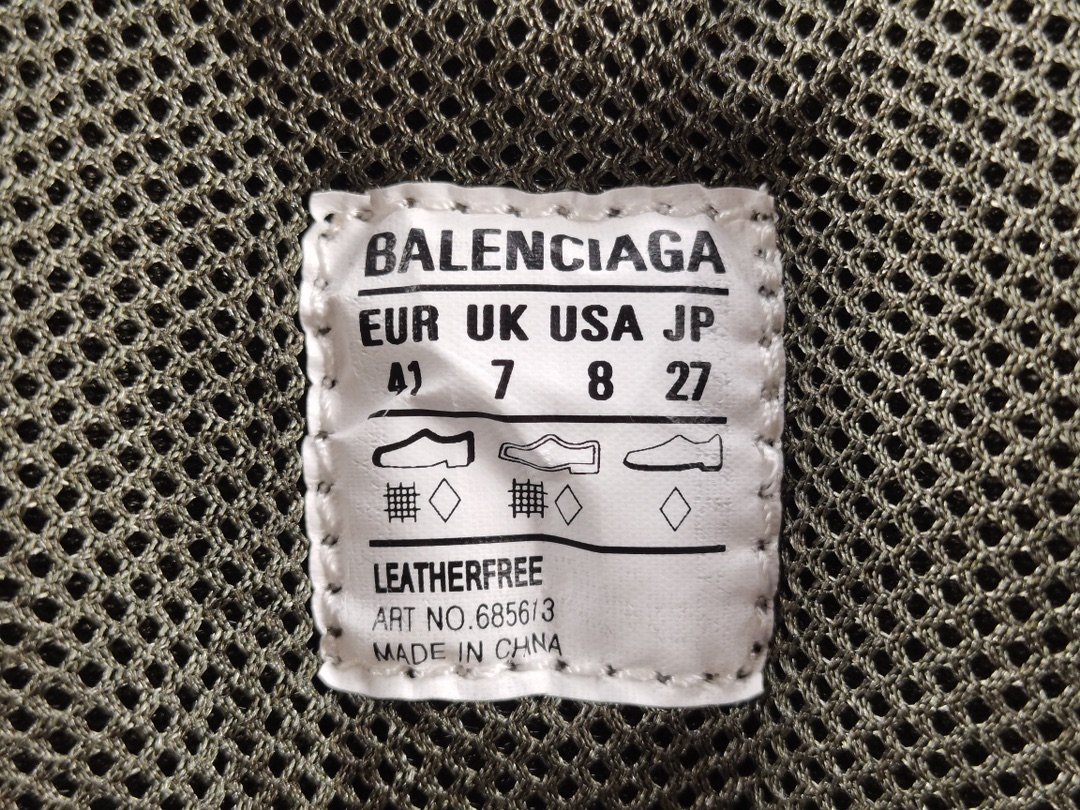 BALENCIAGA
EUR UK USA JP
41 7 8 27
LEATHERFREE
ART NO.685613
MADE IN CHINA